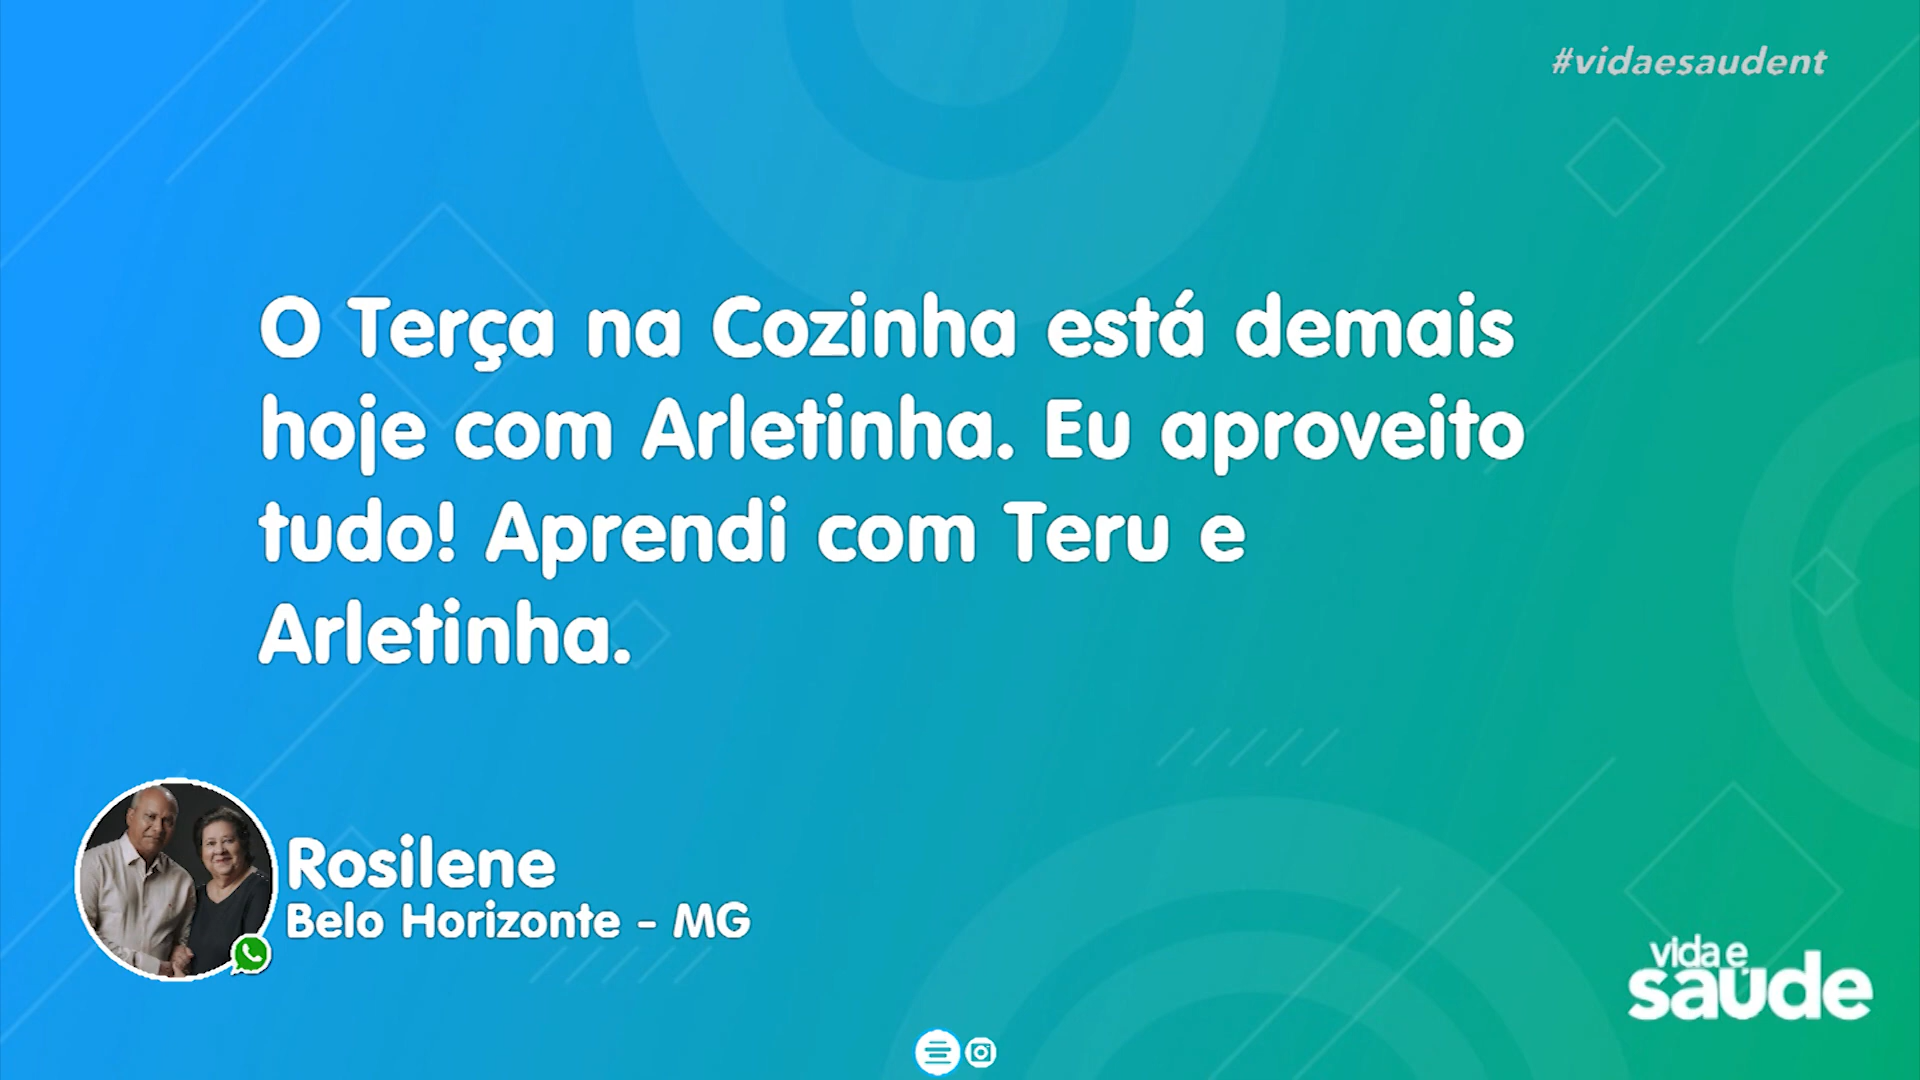 #vidaesaudent
O Terça na Cozinha está demais
hoje com Arletinha. Eu aproveito
tudo! Aprendi com Teru e
Arletinha.
Rosilene
Belo Horizonte - MG
vida e
saúde